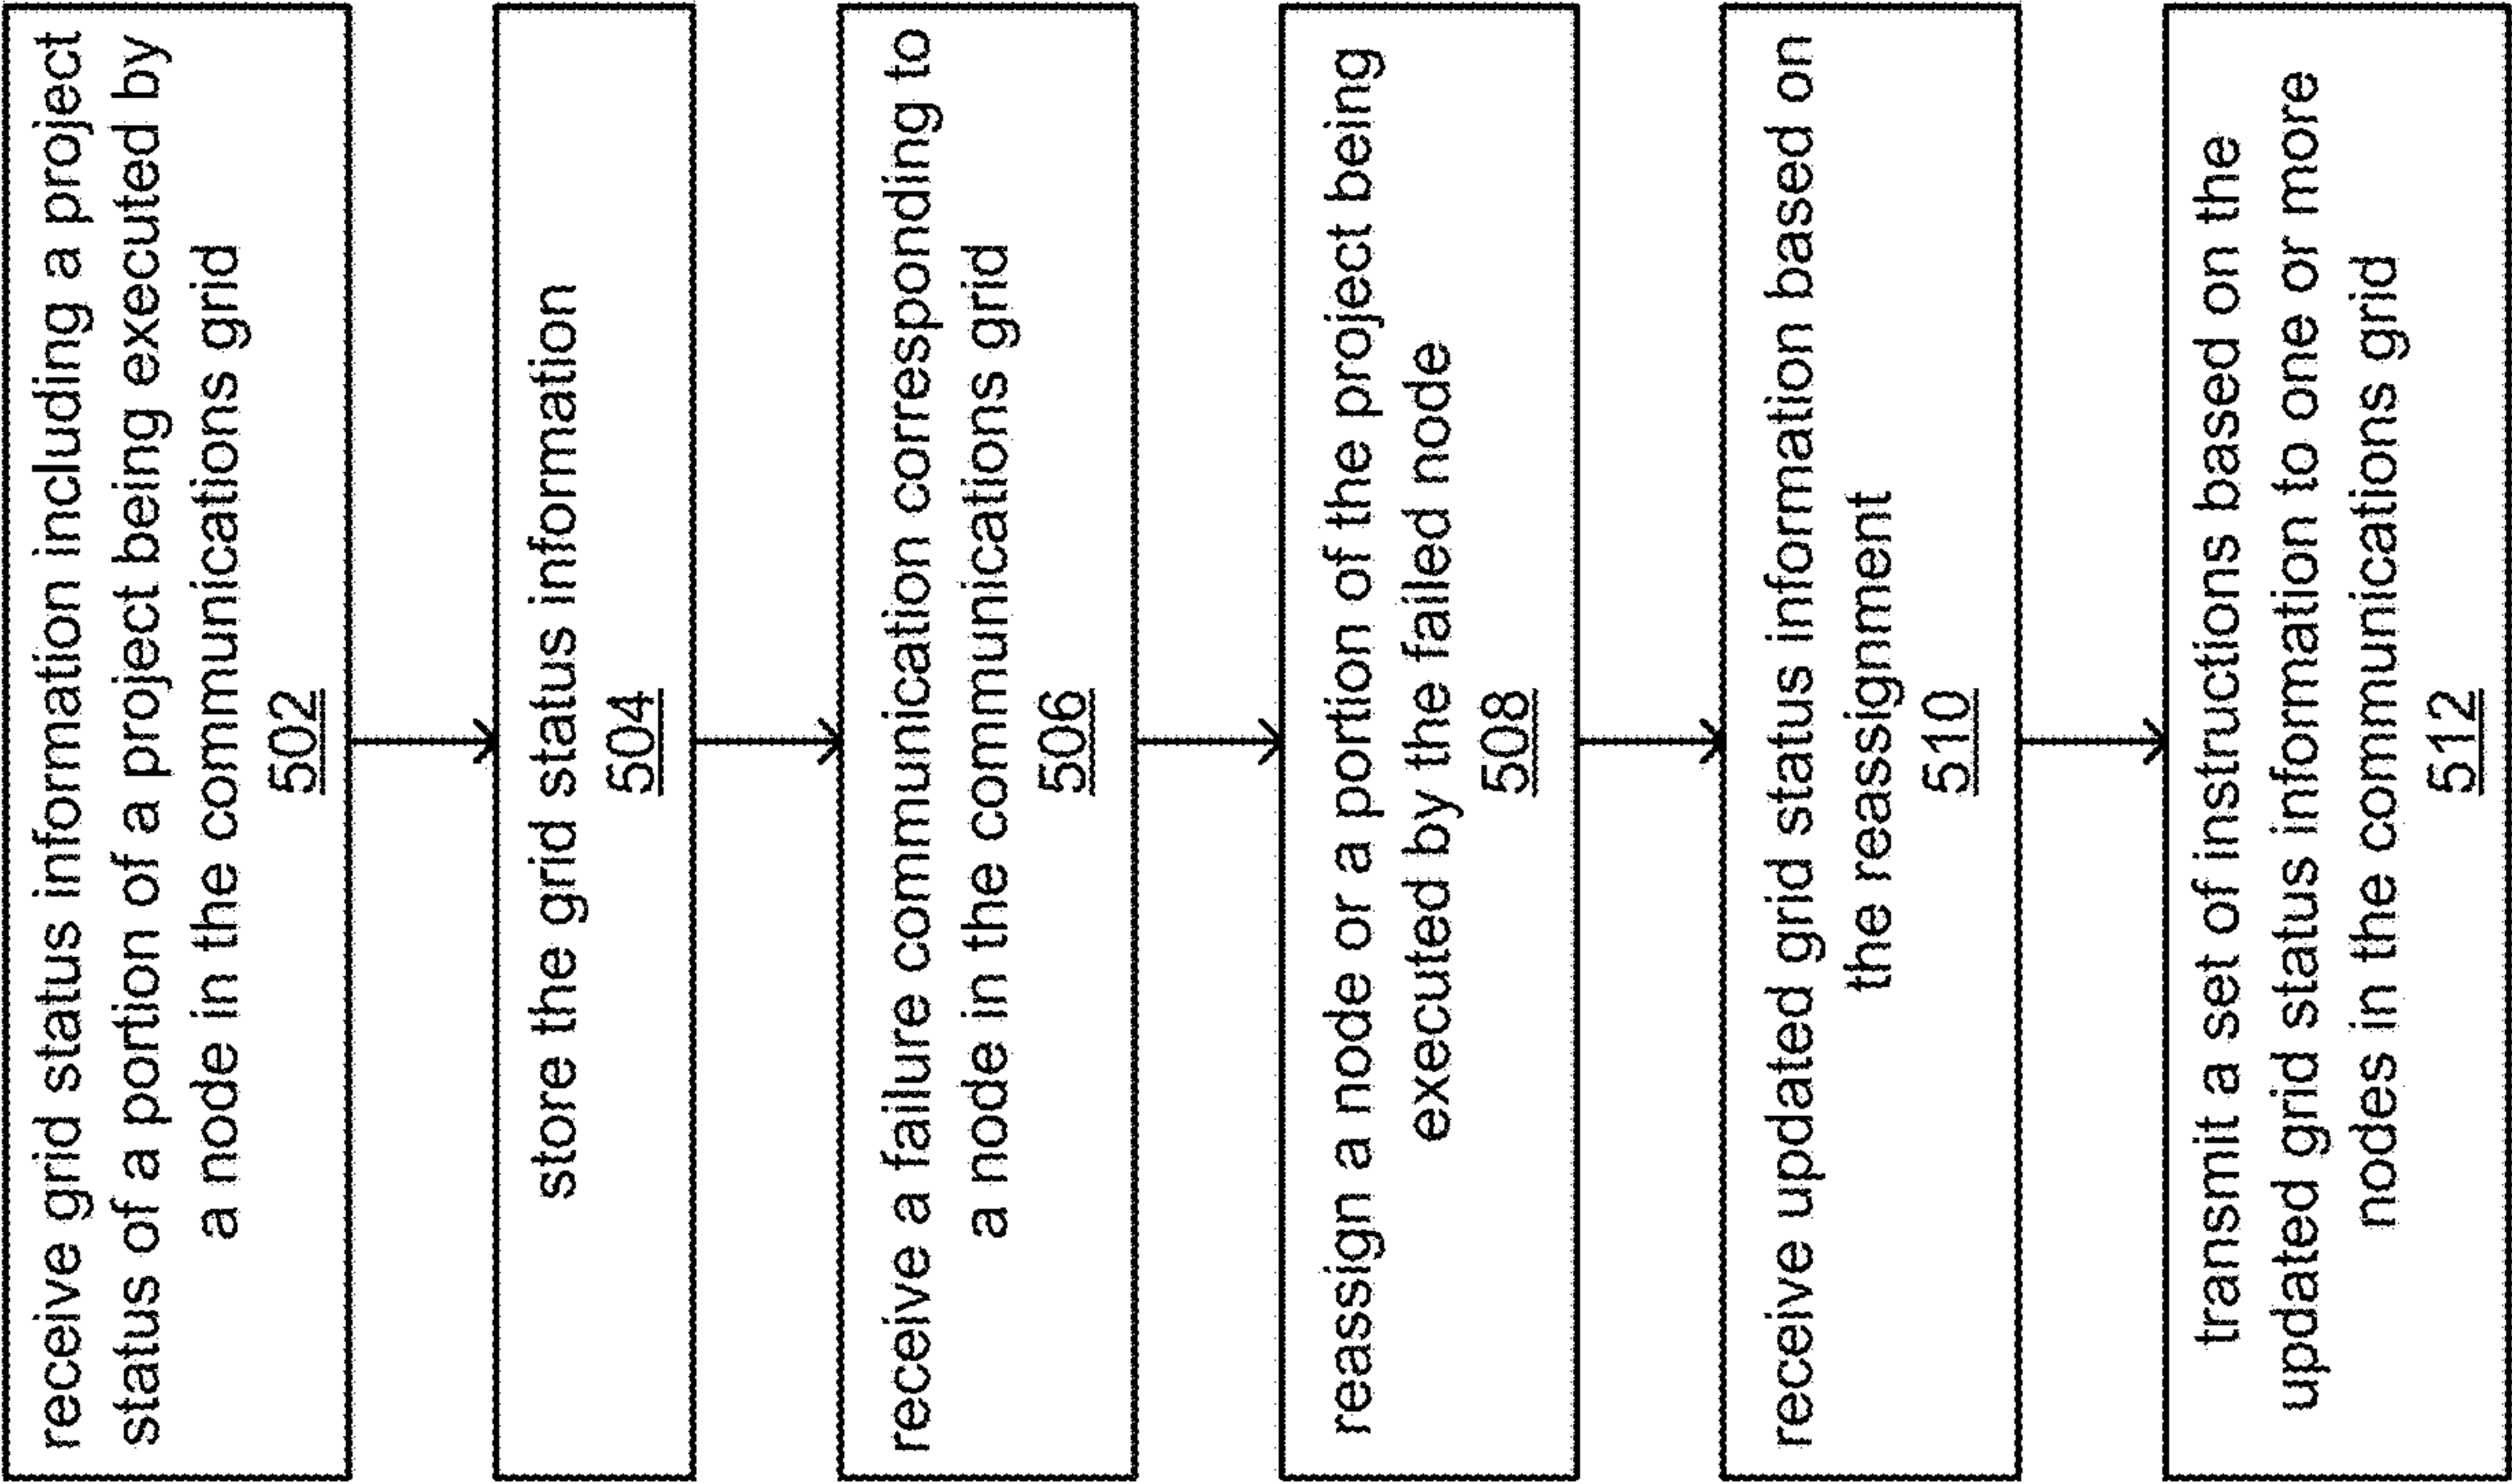 receive grid status information including a project
status of a portion of a project being executed by
a node in the communications grid
502
store the grid status information
504
receive a failure communication corresponding to
a node in the communications grid
506
reassign a node or a portion of the project being
executed by the failed node
508
receive updated grid status information based on
the reassignment
510
transmit a set of instructions based on the
updated grid status information to one or more
nodes in the communications grid
512